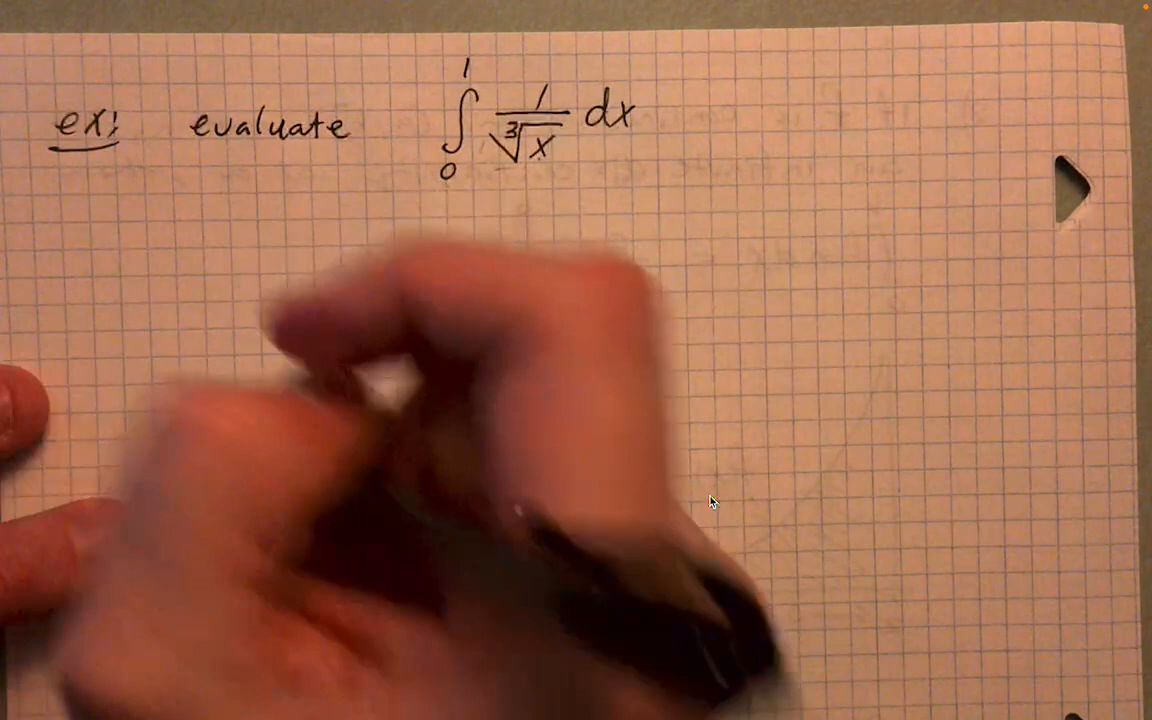 ex: evaluate ∫₀¹ 1/∛x dx